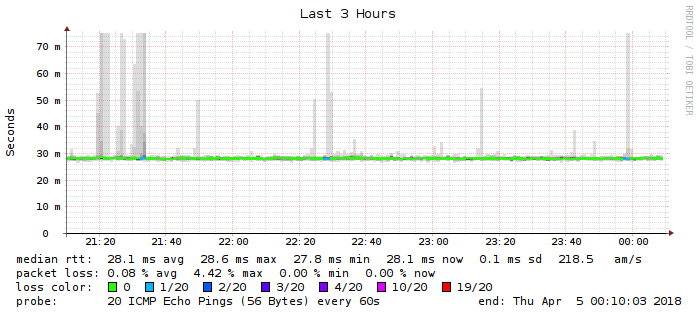 Last 3 Hours
RRDTOOL / TOBI OETIKER
Seconds
70 m
60 m
50 m
40 m
30 m
20 m
10 m
0
21:20 21:40 22:00 22:20 22:40 23:00 23:20 23:40 00:00
median rtt: 28.1 ms avg 28.6 ms max 27.8 ms min 28.1 ms now 0.1 ms sd 218.5 am/s
packet loss: 0.08 % avg 4.42 % max 0.00 % min 0.00 % now
loss color: 0 1/20 2/20 3/20 4/20 10/20 19/20
probe: 20 ICMP Echo Pings (56 Bytes) every 60s end: Thu Apr 5 00:10:03 2018